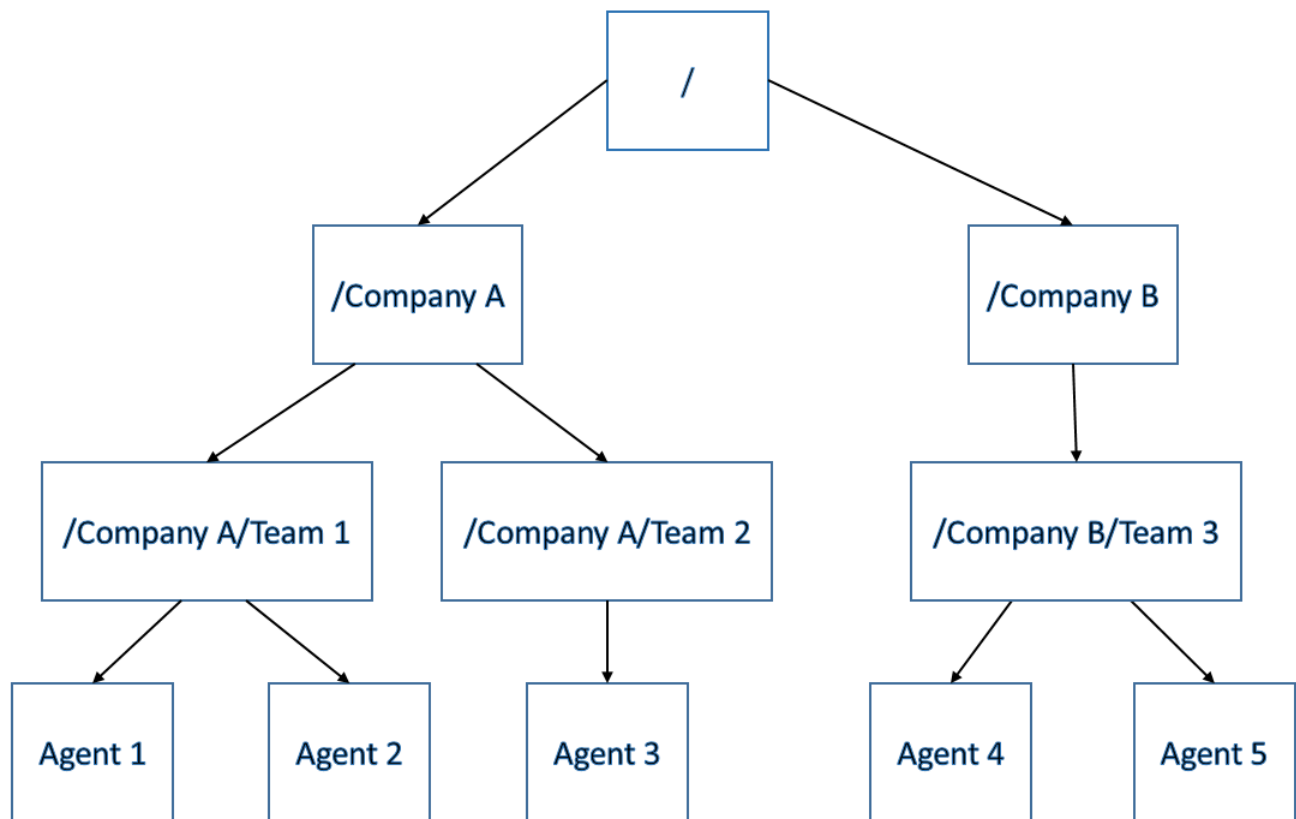 /
/Company A
/Company B
/Company A/Team 1
/Company A/Team 2
/Company B/Team 3
Agent 1
Agent 2
Agent 3
Agent 4
Agent 5